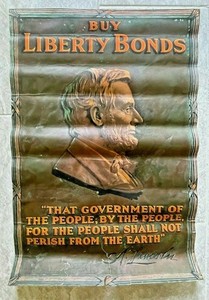 BUY
LIBERTY BONDS
"THAT GOVERNMENT OF
THE PEOPLE, BY THE PEOPLE,
FOR THE PEOPLE SHALL NOT
PERISH FROM THE EARTH"
A. Lincoln